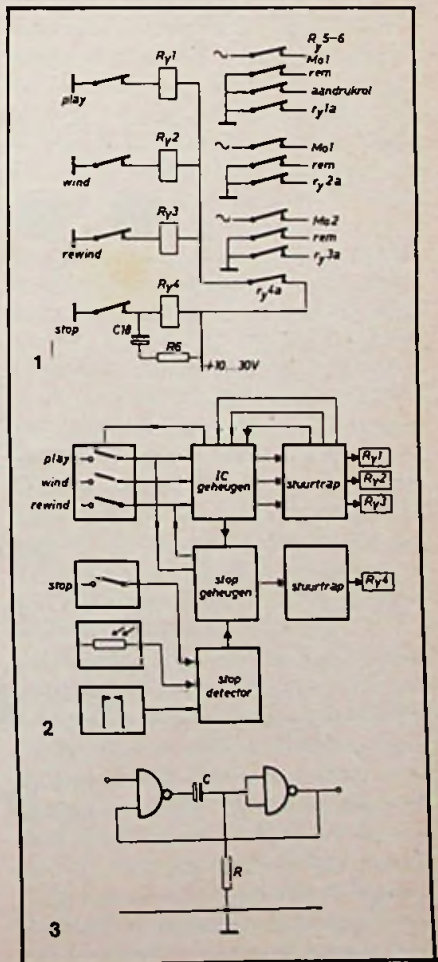 Ry1
play
Ry 5-6
Mo1
rem
aandrukrol
ry1a
Ry2
wind
Mo1
rem
ry2a
Ry3
rewind
Mo2
rem
ry3a
Ry4
stop
ry4a
C18
R6
+10...30V
1
play
wind
rewind
IC
geheugen
stuurtrap
Ry1
Ry2
Ry3
stop
stop
geheugen
stuurtrap
Ry4
stop
detector
2
C
R
3